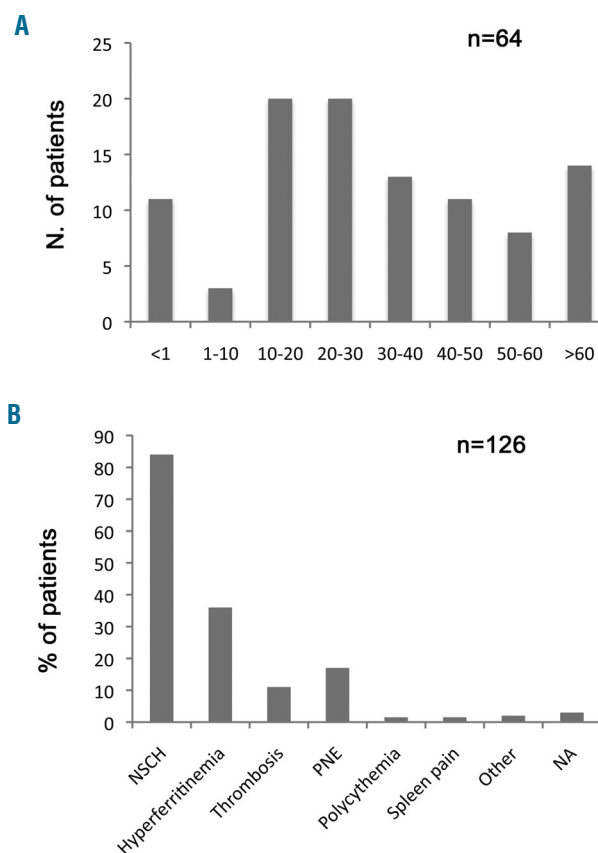 A
n=64
N. of patients
25
20
15
10
5
0
<1 1-10 10-20 20-30 30-40 40-50 50-60 >60
B
n=126
% of patients
90
80
70
60
50
40
30
20
10
0
NSCH Hyperferritinemia Thrombosis PNE Polycythemia Spleen pain Other NA